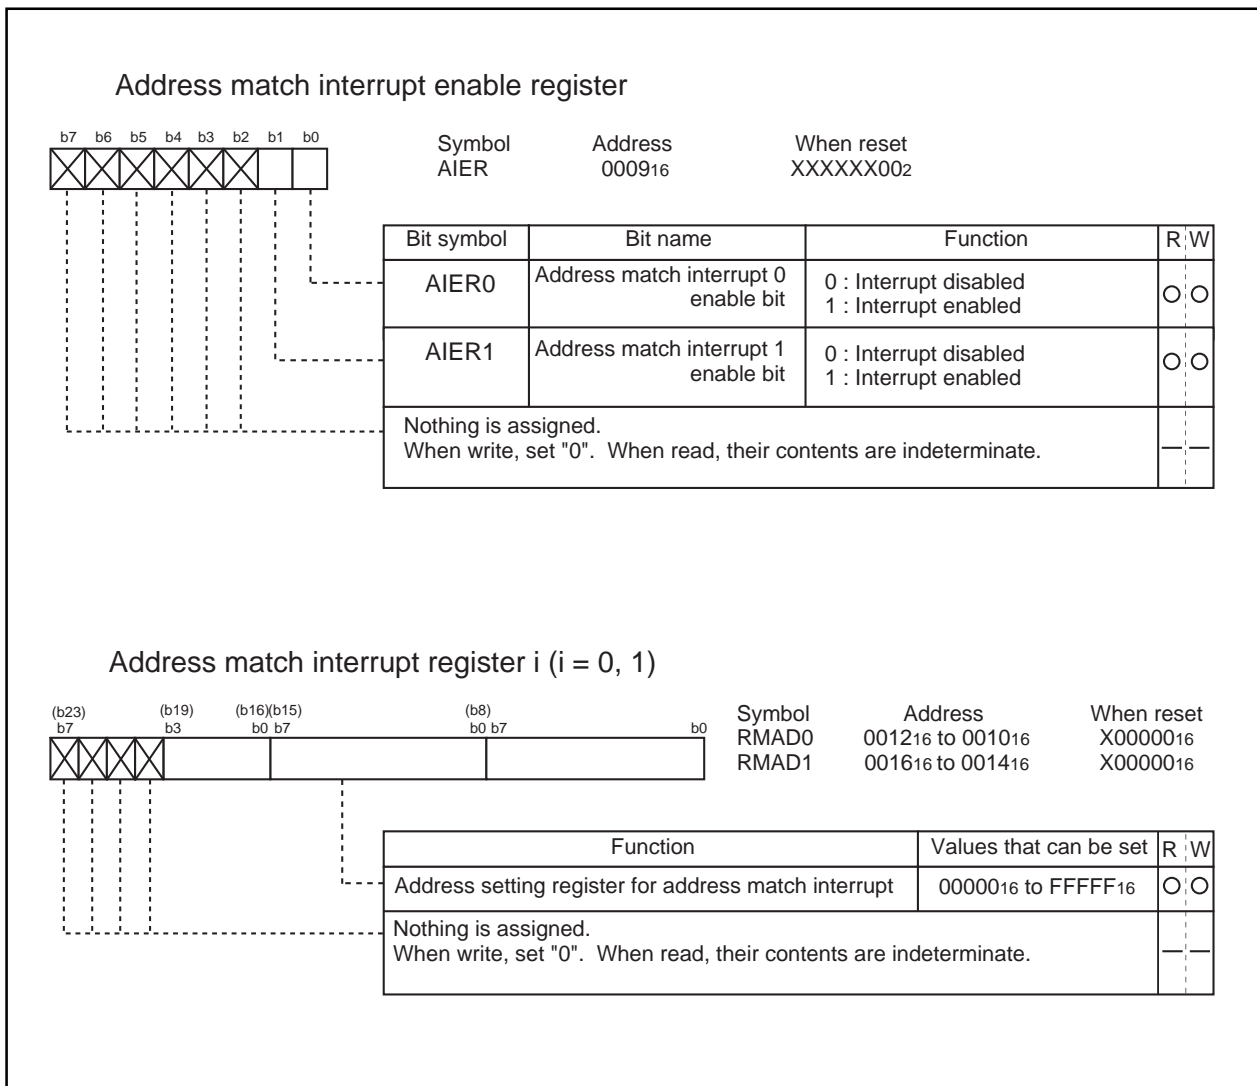 Address match interrupt enable register
b7 b6 b5 b4 b3 b2 b1 b0
Symbol Address When reset
AIER 000916 XXXXXX002
Bit symbol Bit name Function R W
AIER0 Address match interrupt 0 enable bit 0 : Interrupt disabled
1 : Interrupt enabled
AIER1 Address match interrupt 1 enable bit 0 : Interrupt disabled
1 : Interrupt enabled
Nothing is assigned.
When write, set "0". When read, their contents are indeterminate.
Address match interrupt register i (i = 0, 1)
(b23) (b19) (b16)(b15) (b8)
b7 b3 b0 b7 b0 b7 b0
Symbol Address When reset
RMAD0 001216 to 001016 X0000016
RMAD1 001616 to 001416 X0000016
Function Values that can be set R W
Address setting register for address match interrupt 0000016 to FFFFF16
Nothing is assigned.
When write, set "0". When read, their contents are indeterminate.